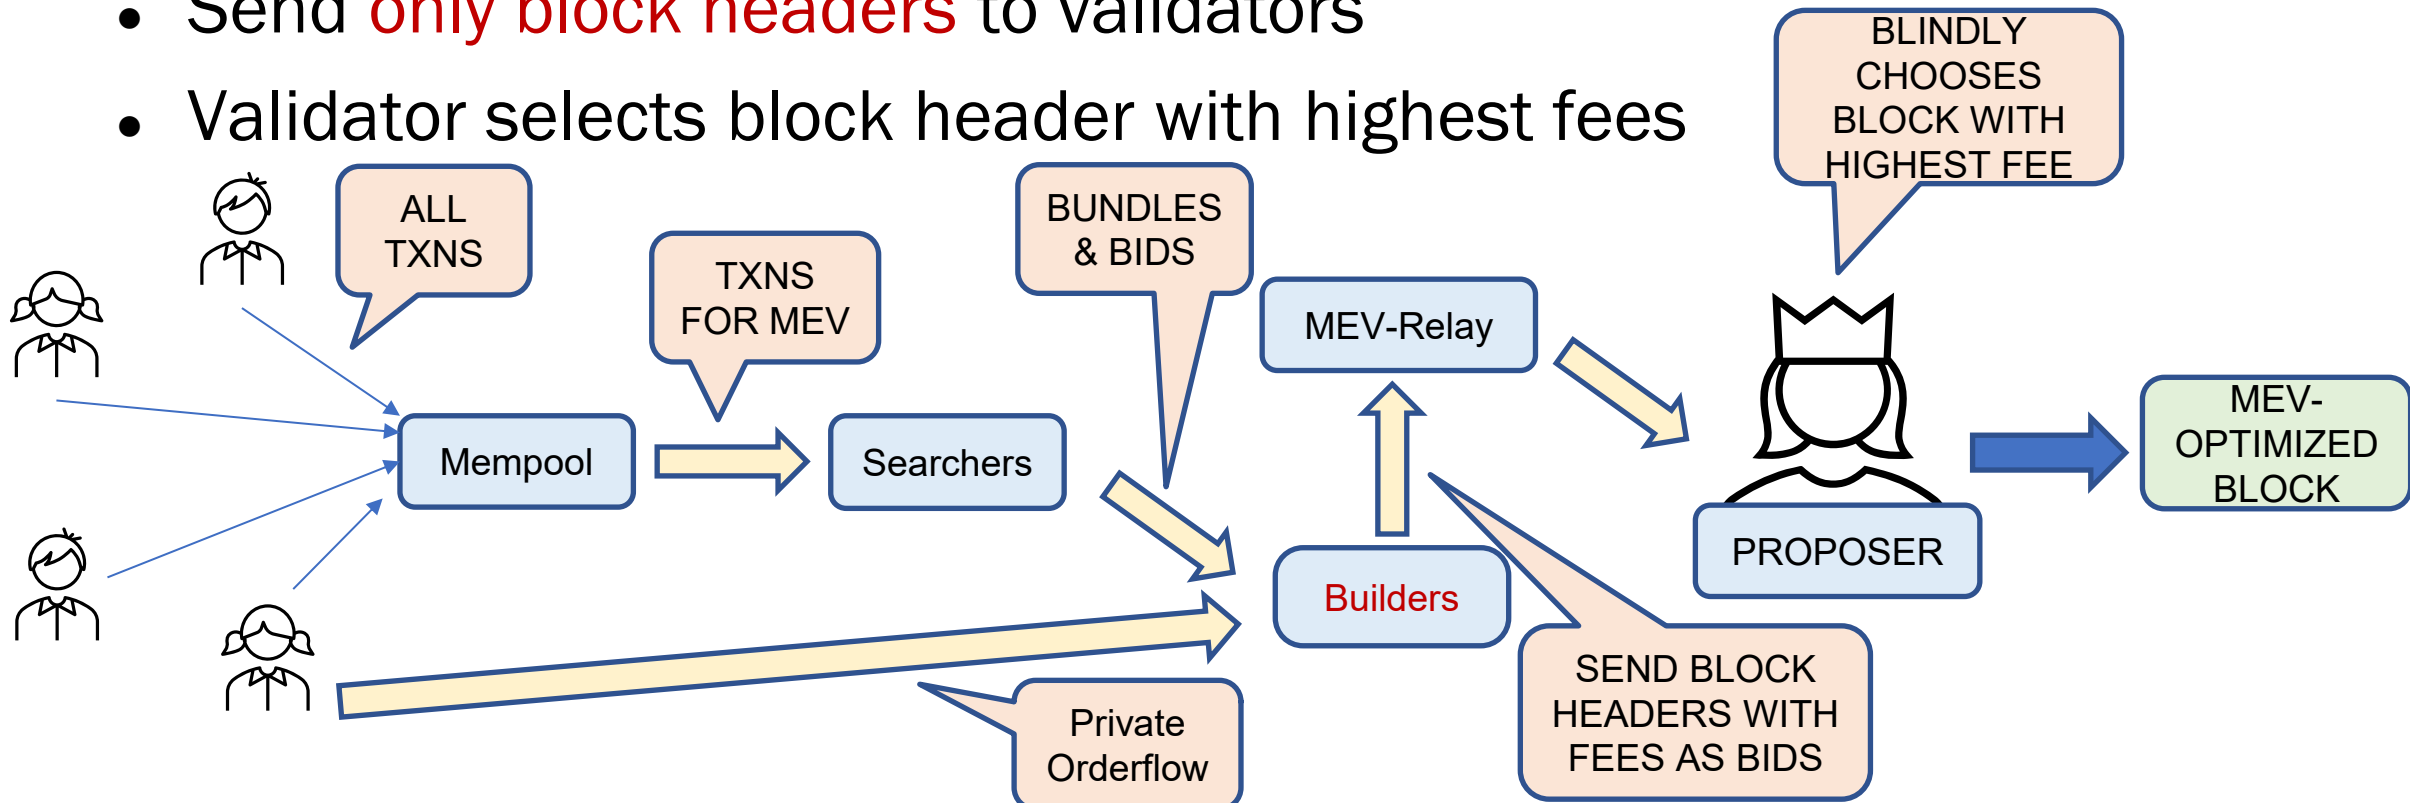 • Send only block headers to validators
• Validator selects block header with highest fees
BLINDLY
CHOOSES
BLOCK WITH
HIGHEST FEE
ALL
TXNS
TXNS
FOR MEV
BUNDLES
& BIDS
MEV-Relay
Mempool
Searchers
Builders
PROPOSER
MEV-
OPTIMIZED
BLOCK
Private
Orderflow
SEND BLOCK
HEADERS WITH
FEES AS BIDS